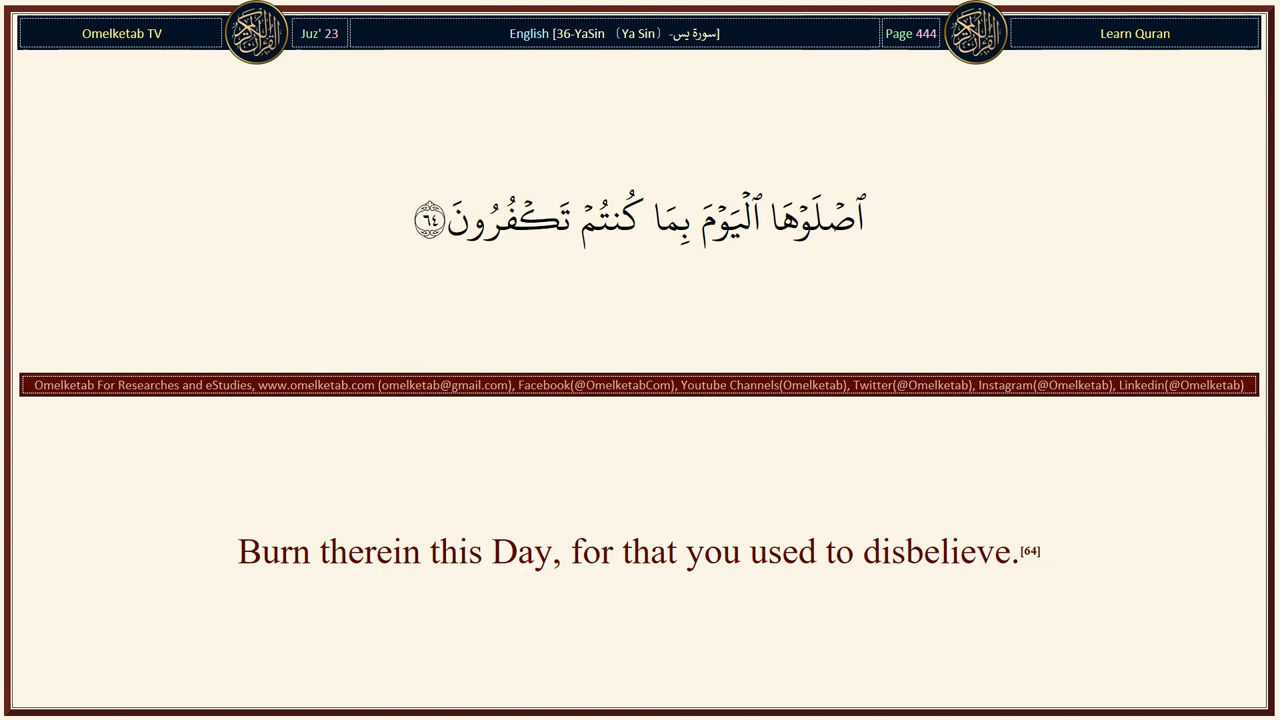 Omelketab TV
Juz' 23
English [36-YaSin （Ya Sin） -سورة يس]
Page 444
Learn Quran
ٱصۡلَوۡهَا ٱلۡيَوۡمَ بِمَا كُنتُمۡ تَكۡفُرُونَ ٦٤
Omelketab For Researches and eStudies, www.omelketab.com (omelketab@gmail.com), Facebook(@OmelketabCom), Youtube Channels(Omelketab), Twitter(@Omelketab), Instagram(@Omelketab), Linkedin(@Omelketab)
Burn therein this Day, for that you used to disbelieve.[64]